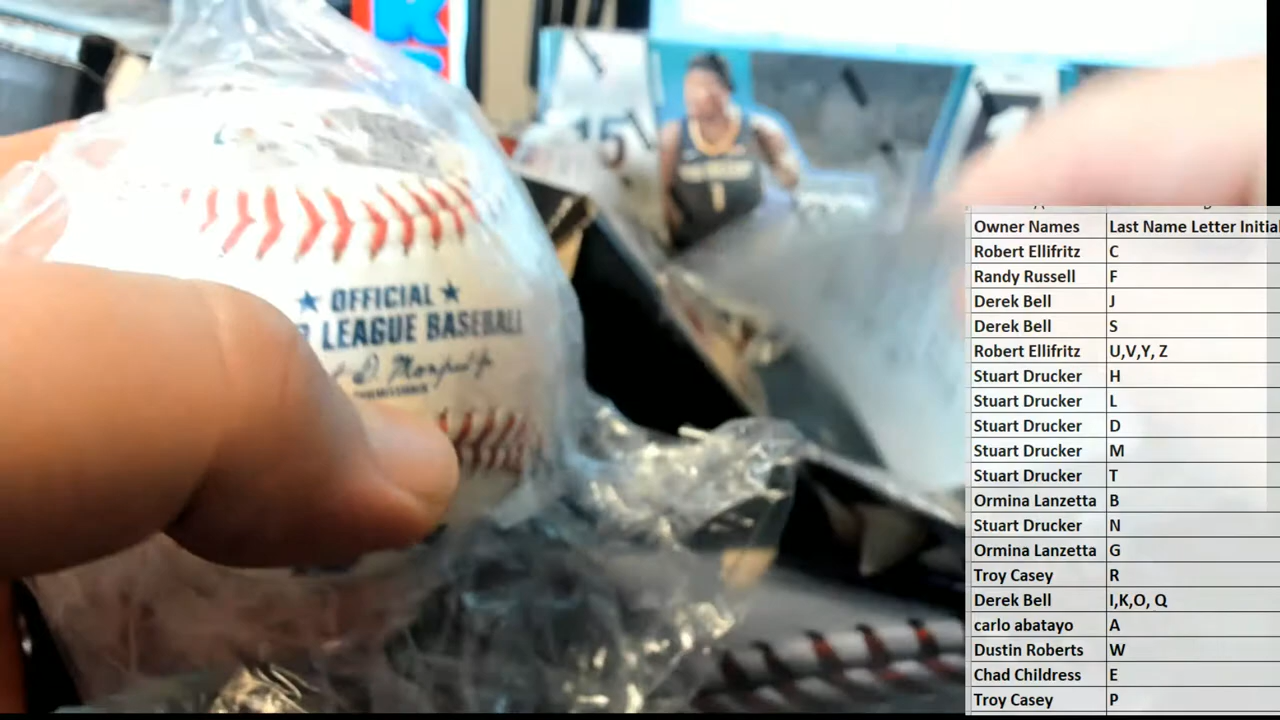 K
15
1
★ OFFICIAL ★
LEAGUE BASEBALL
Owner Names Last Name Letter Initial
Robert Ellifritz C
Randy Russell F
Derek Bell J
Derek Bell S
Robert Ellifritz U,V,Y, Z
Stuart Drucker H
Stuart Drucker L
Stuart Drucker D
Stuart Drucker M
Stuart Drucker T
Ormina Lanzetta B
Stuart Drucker N
Ormina Lanzetta G
Troy Casey R
Derek Bell I,K,O, Q
carlo abatayo A
Dustin Roberts W
Chad Childress E
Troy Casey P